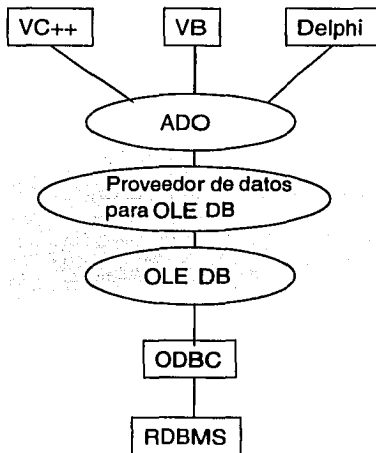 VC++ VB Delphi
ADO
Proveedor de datos
para OLE DB
OLE DB
ODBC
RDBMS